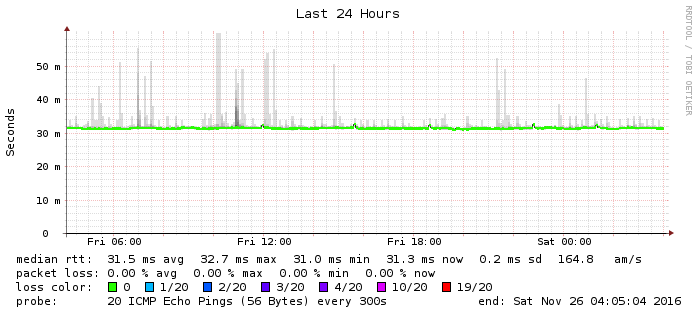 Last 24 Hours
RRDTOOL / TOBI OETIKER
Seconds
50 m
40 m
30 m
20 m
10 m
0
Fri 06:00 Fri 12:00 Fri 18:00 Sat 00:00
median rtt: 31.5 ms avg 32.7 ms max 31.0 ms min 31.3 ms now 0.2 ms sd 164.8 am/s
packet loss: 0.00 % avg 0.00 % max 0.00 % min 0.00 % now
loss color: 0 1/20 2/20 3/20 4/20 10/20 19/20
probe: 20 ICMP Echo Pings (56 Bytes) every 300s end: Sat Nov 26 04:05:04 2016